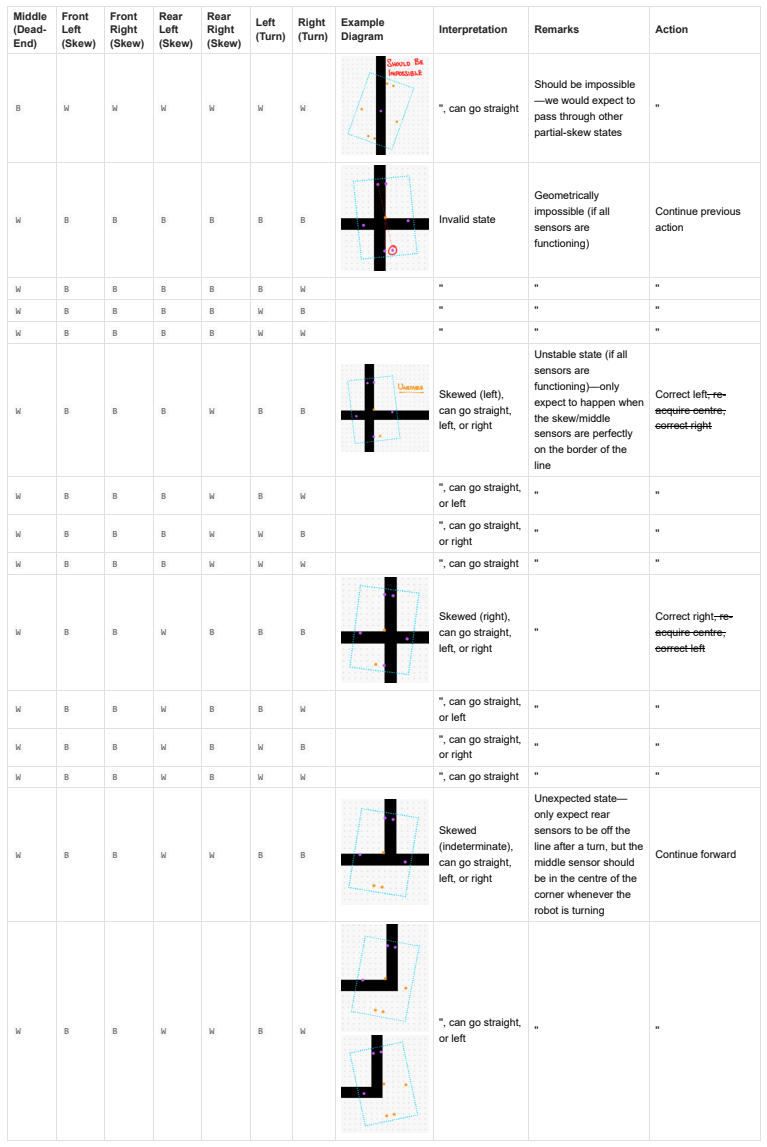 Middle (Dead-End) Front Left (Skew) Front Right (Skew) Rear Left (Skew) Rear Right (Skew) Left (Turn) Right (Turn) Example Diagram Interpretation Remarks Action
B W W W W W W
SHOULD BE
IMPOSSIBLE
", can go straight
Should be impossible
—we would expect to
pass through other
partial-skew states
"
W B B B B B B
Invalid state
Geometrically
impossible (if all
sensors are
functioning)
Continue previous
action
W B B B B B W " " "
W B B B B W B " " "
W B B B B W W " " "
W B B B W B B
UNSTABLE
Skewed (left),
can go straight,
left, or right
Unstable state (if all
sensors are
functioning)—only
expect to happen when
the skew/middle
sensors are perfectly
on the border of the
line
Correct left, re-
acquire centre,
correct right
W B B B W B W
", can go straight,
or left
" "
W B B B W W B
", can go straight,
or right
" "
W B B B W W W ", can go straight " "
W B B W B B B
Skewed (right),
can go straight,
left, or right
"
Correct right, re-
acquire centre,
correct left
W B B W B B W
", can go straight,
or left
" "
W B B W B W B
", can go straight,
or right
" "
W B B W B W W ", can go straight " "
W B B W W B B
Skewed
(indeterminate),
can go straight,
left, or right
Unexpected state—
only expect rear
sensors to be off the
line after a turn, but the
middle sensor should
be in the centre of the
corner whenever the
robot is turning
Continue forward
W B B W W B W
", can go straight,
or left
" "